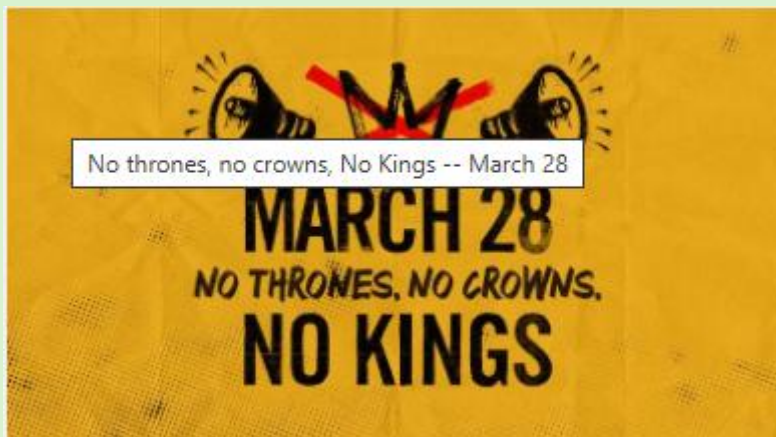 No thrones, no crowns, No Kings -- March 28
MARCH 28
NO THRONES, NO CROWNS,
NO KINGS